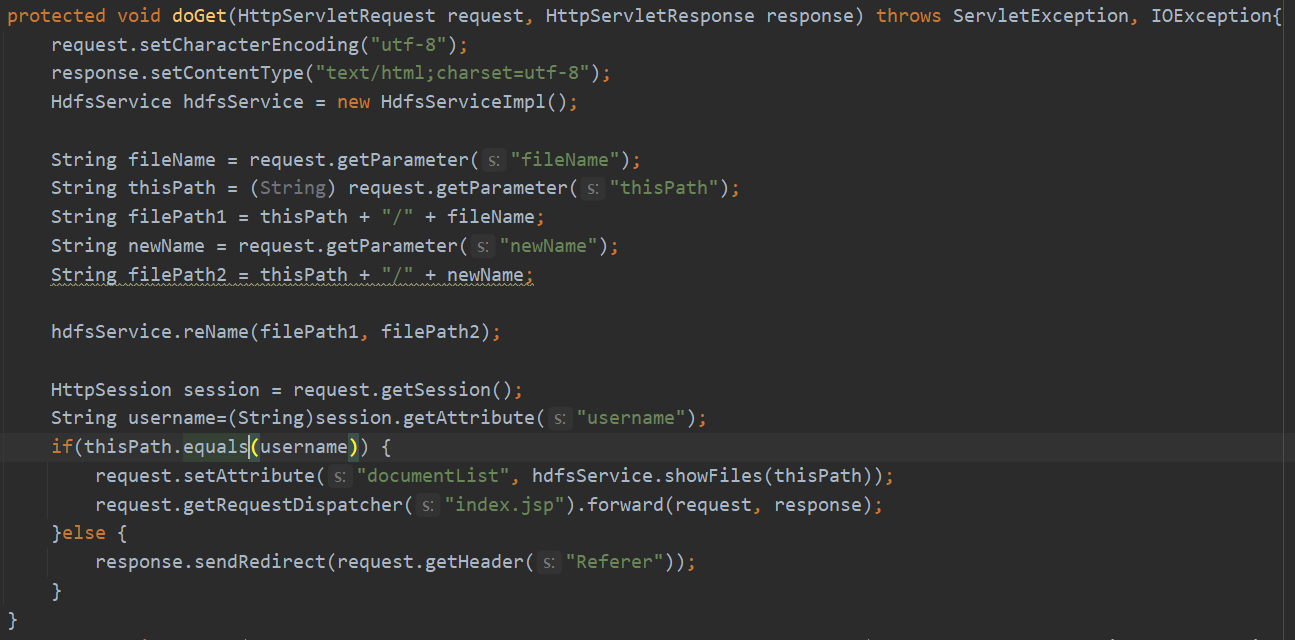 protected void doGet(HttpServletRequest request, HttpServletResponse response) throws ServletException, IOException{
    request.setCharacterEncoding("utf-8");
    response.setContentType("text/html;charset=utf-8");
    HdfsService hdfsService = new HdfsServiceImpl();
    String fileName = request.getParameter( s: "fileName");
    String thisPath = (String) request.getParameter( s: "thisPath");
    String filePath1 = thisPath + "/" + fileName;
    String newName = request.getParameter( s: "newName");
    String filePath2 = thisPath + "/" + newName;
    hdfsService.reName(filePath1, filePath2);
    HttpSession session = request.getSession();
    String username=(String)session.getAttribute( s: "username");
    if(thisPath.equals(username)) {
        request.setAttribute( s: "documentList", hdfsService.showFiles(thisPath));
        request.getRequestDispatcher( s: "index.jsp").forward(request, response);
    }else {
        response.sendRedirect(request.getHeader( s: "Referer"));
    }
}